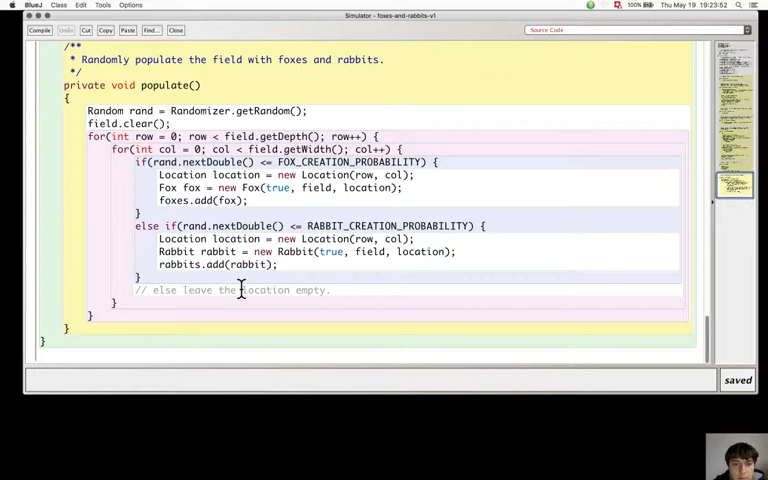 BlueJ Class Edit Tools Options 100% Thu May 19 19:23:52
Simulator - foxes-and-rabbits-v1
Compile Undo Cut Copy Paste Find... Close Source Code
/**
* Randomly populate the field with foxes and rabbits.
*/
private void populate()
{
Random rand = Randomizer.getRandom();
field.clear();
for(int row = 0; row < field.getDepth(); row++) {
for(int col = 0; col < field.getWidth(); col++) {
if(rand.nextDouble() <= FOX_CREATION_PROBABILITY) {
Location location = new Location(row, col);
Fox fox = new Fox(true, field, location);
foxes.add(fox);
}
else if(rand.nextDouble() <= RABBIT_CREATION_PROBABILITY) {
Location location = new Location(row, col);
Rabbit rabbit = new Rabbit(true, field, location);
rabbits.add(rabbit);
}
// else leave the location empty.
}
}
}
}
saved